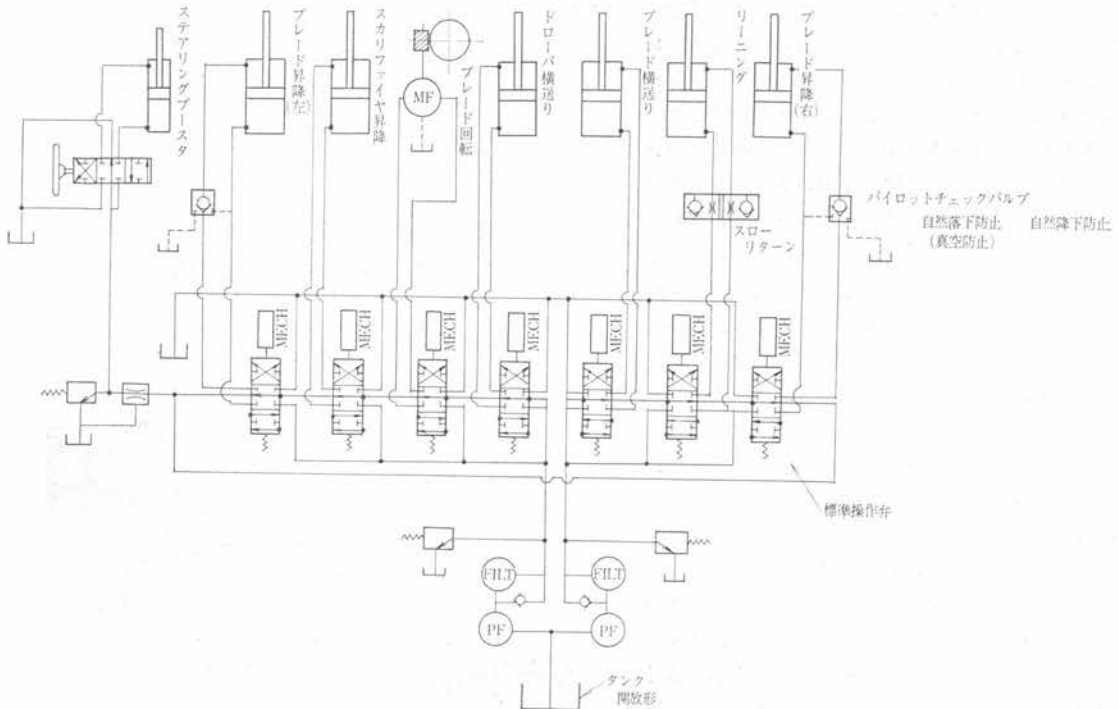 ステアリングブースタ
ブレード昇降(左)
スカリファイヤ昇降
ブレード回転
ドローバ横送り
ブレード横送り
リーニング
ブレード昇降(右)
MF
パイロットチェックバルブ
自然落下防止 自然降下防止
(真空防止)
スロー
リターン
MECH
MECH
MECH
MECH
MECH
MECH
MECH
標準操作弁
FILT
FILT
PF
PF
タンク
開放形